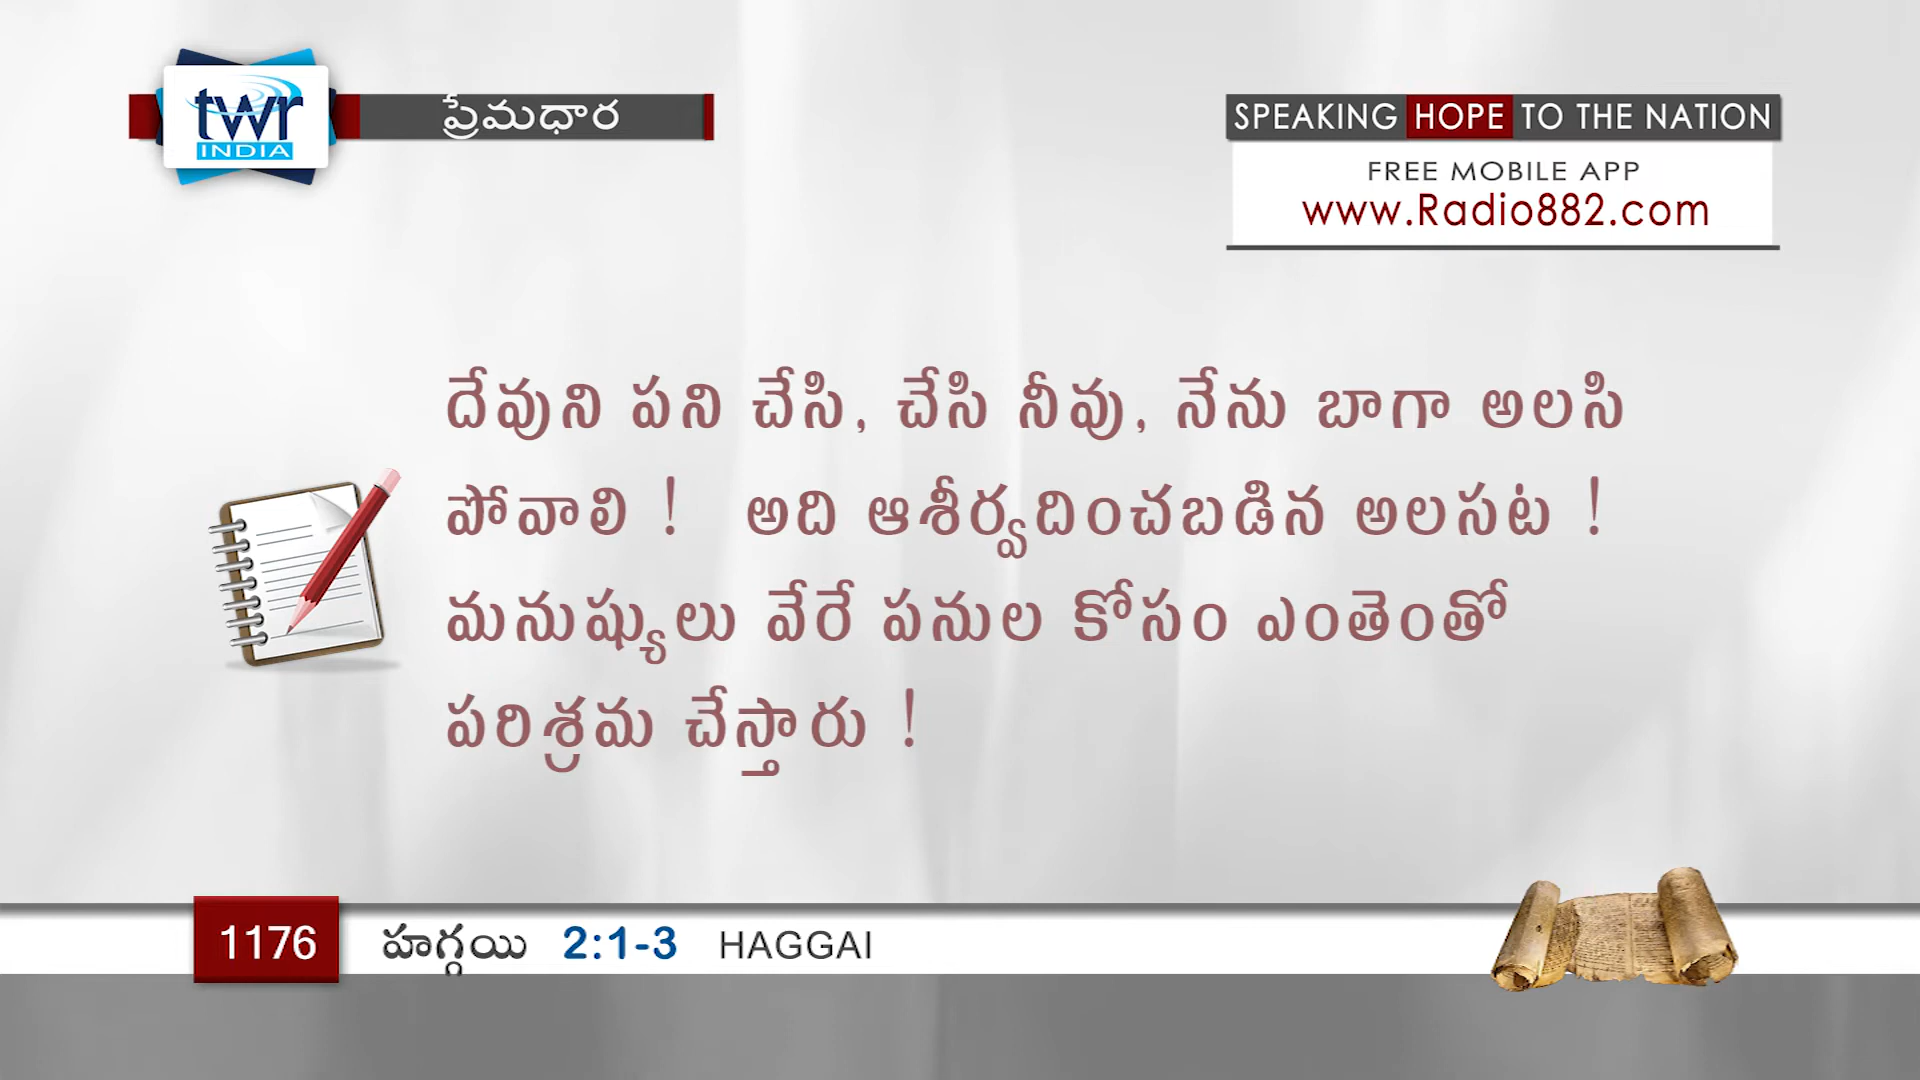 twr
INDIA
ప్రేమధార
SPEAKING HOPE TO THE NATION
FREE MOBILE APP
www.Radio882.com
దేవుని పని చేసి, చేసి నీవు, నేను బాగా అలసి
పోవాలి ! అది ఆశీర్వదించబడిన అలసట !
మనుష్యులు వేరే పనుల కోసం ఎంతెంతో
పరిశ్రమ చేస్తారు !
1176 హగ్గయి 2:1-3 HAGGAI